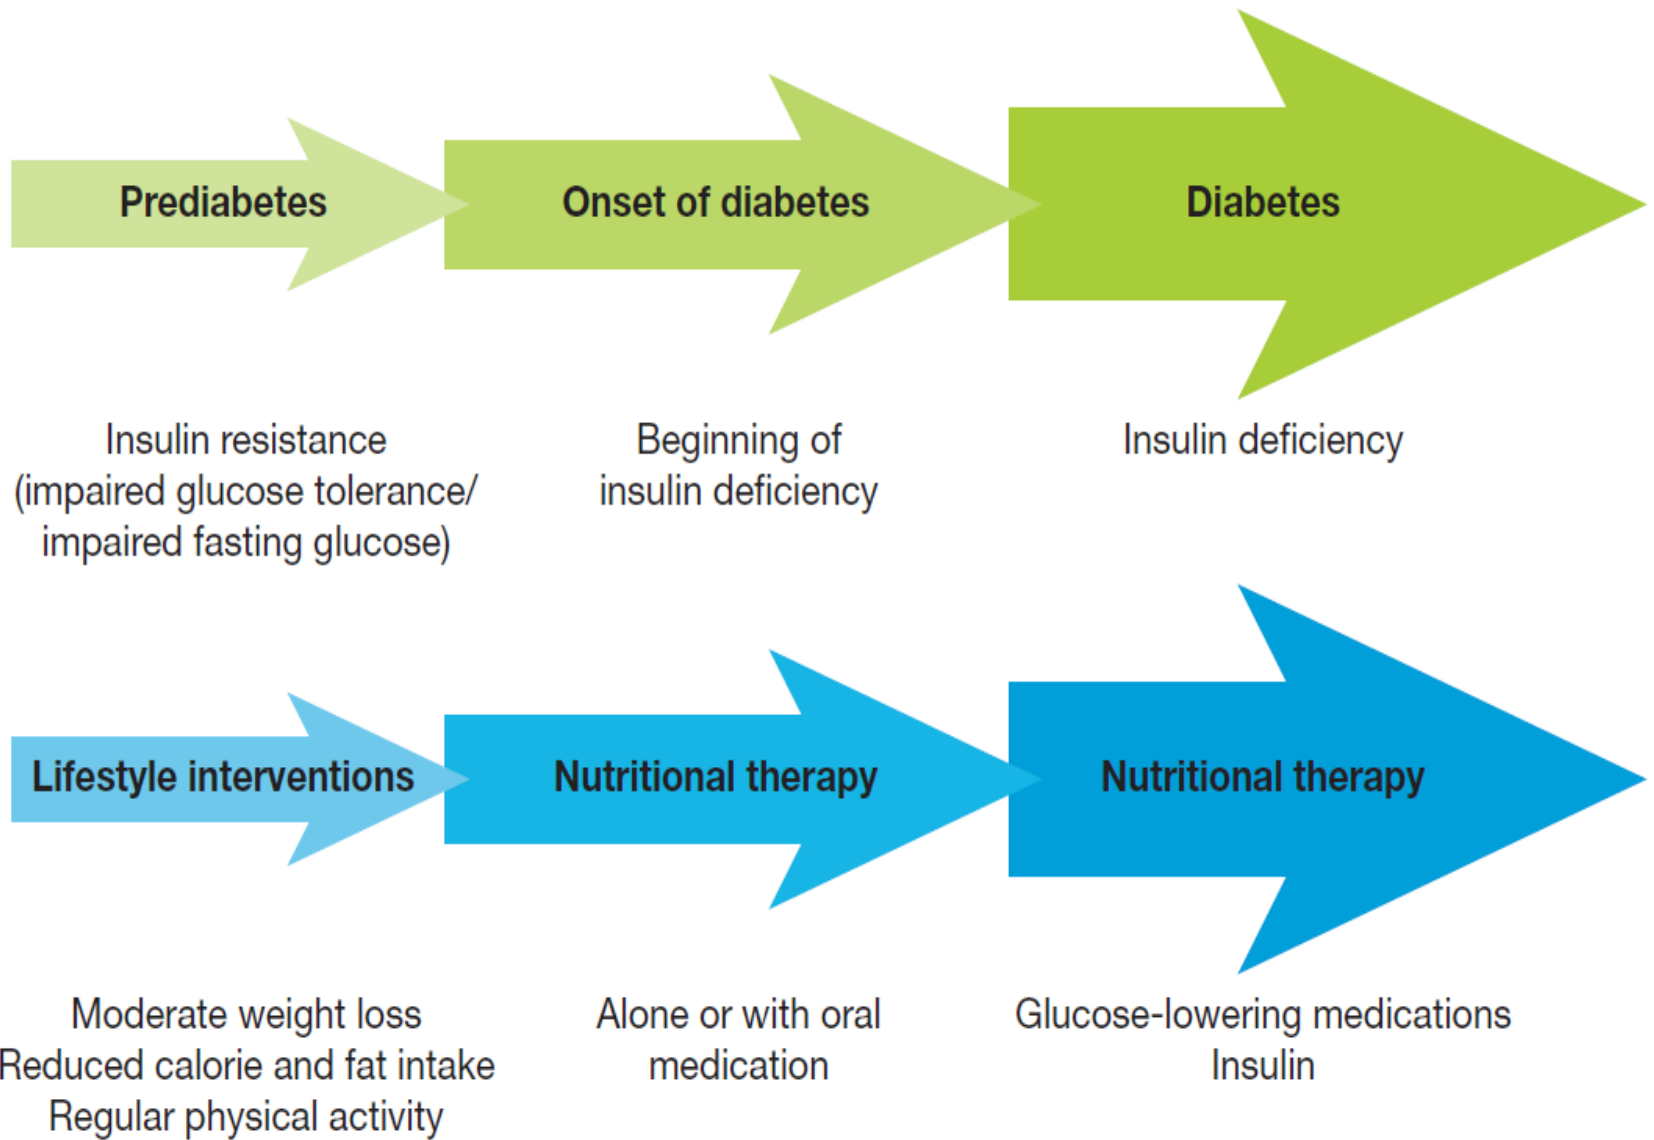 Prediabetes
Onset of diabetes
Diabetes
Insulin resistance
(impaired glucose tolerance/
impaired fasting glucose)
Beginning of
insulin deficiency
Insulin deficiency
Lifestyle interventions
Nutritional therapy
Nutritional therapy
Moderate weight loss
Reduced calorie and fat intake
Regular physical activity
Alone or with oral
medication
Glucose-lowering medications
Insulin